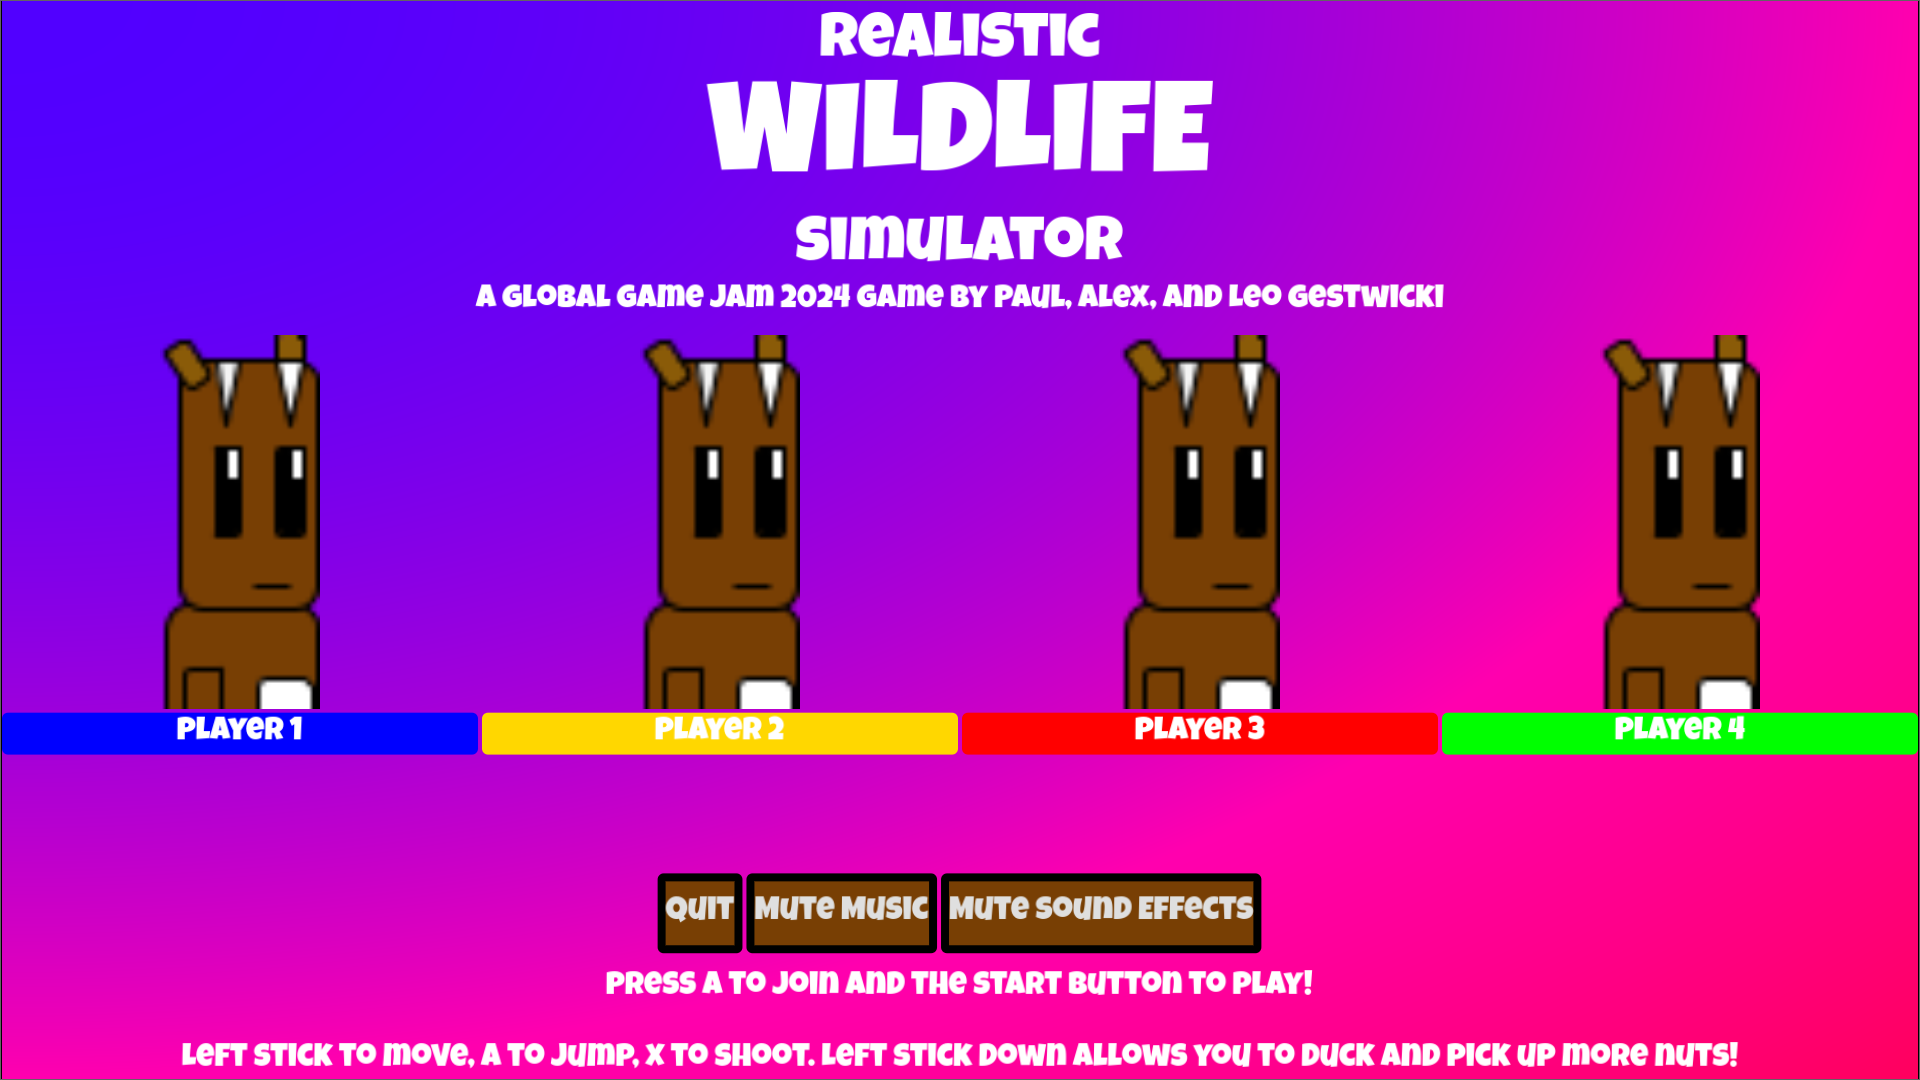 REALISTIC
WILDLIFE
SIMULATOR
A GLOBAL GAME JAM 2024 GAME BY PAUL, ALEX, AND LEO GESTWICKI
PLAYER 1
PLAYER 2
PLAYER 3
PLAYER 4
QUIT
MUTE MUSIC
MUTE SOUND EFFECTS
PRESS A TO JOIN AND THE START BUTTON TO PLAY!
LEFT STICK TO MOVE, A TO JUMP, X TO SHOOT. LEFT STICK DOWN ALLOWS YOU TO DUCK AND PICK UP MORE NUTS!